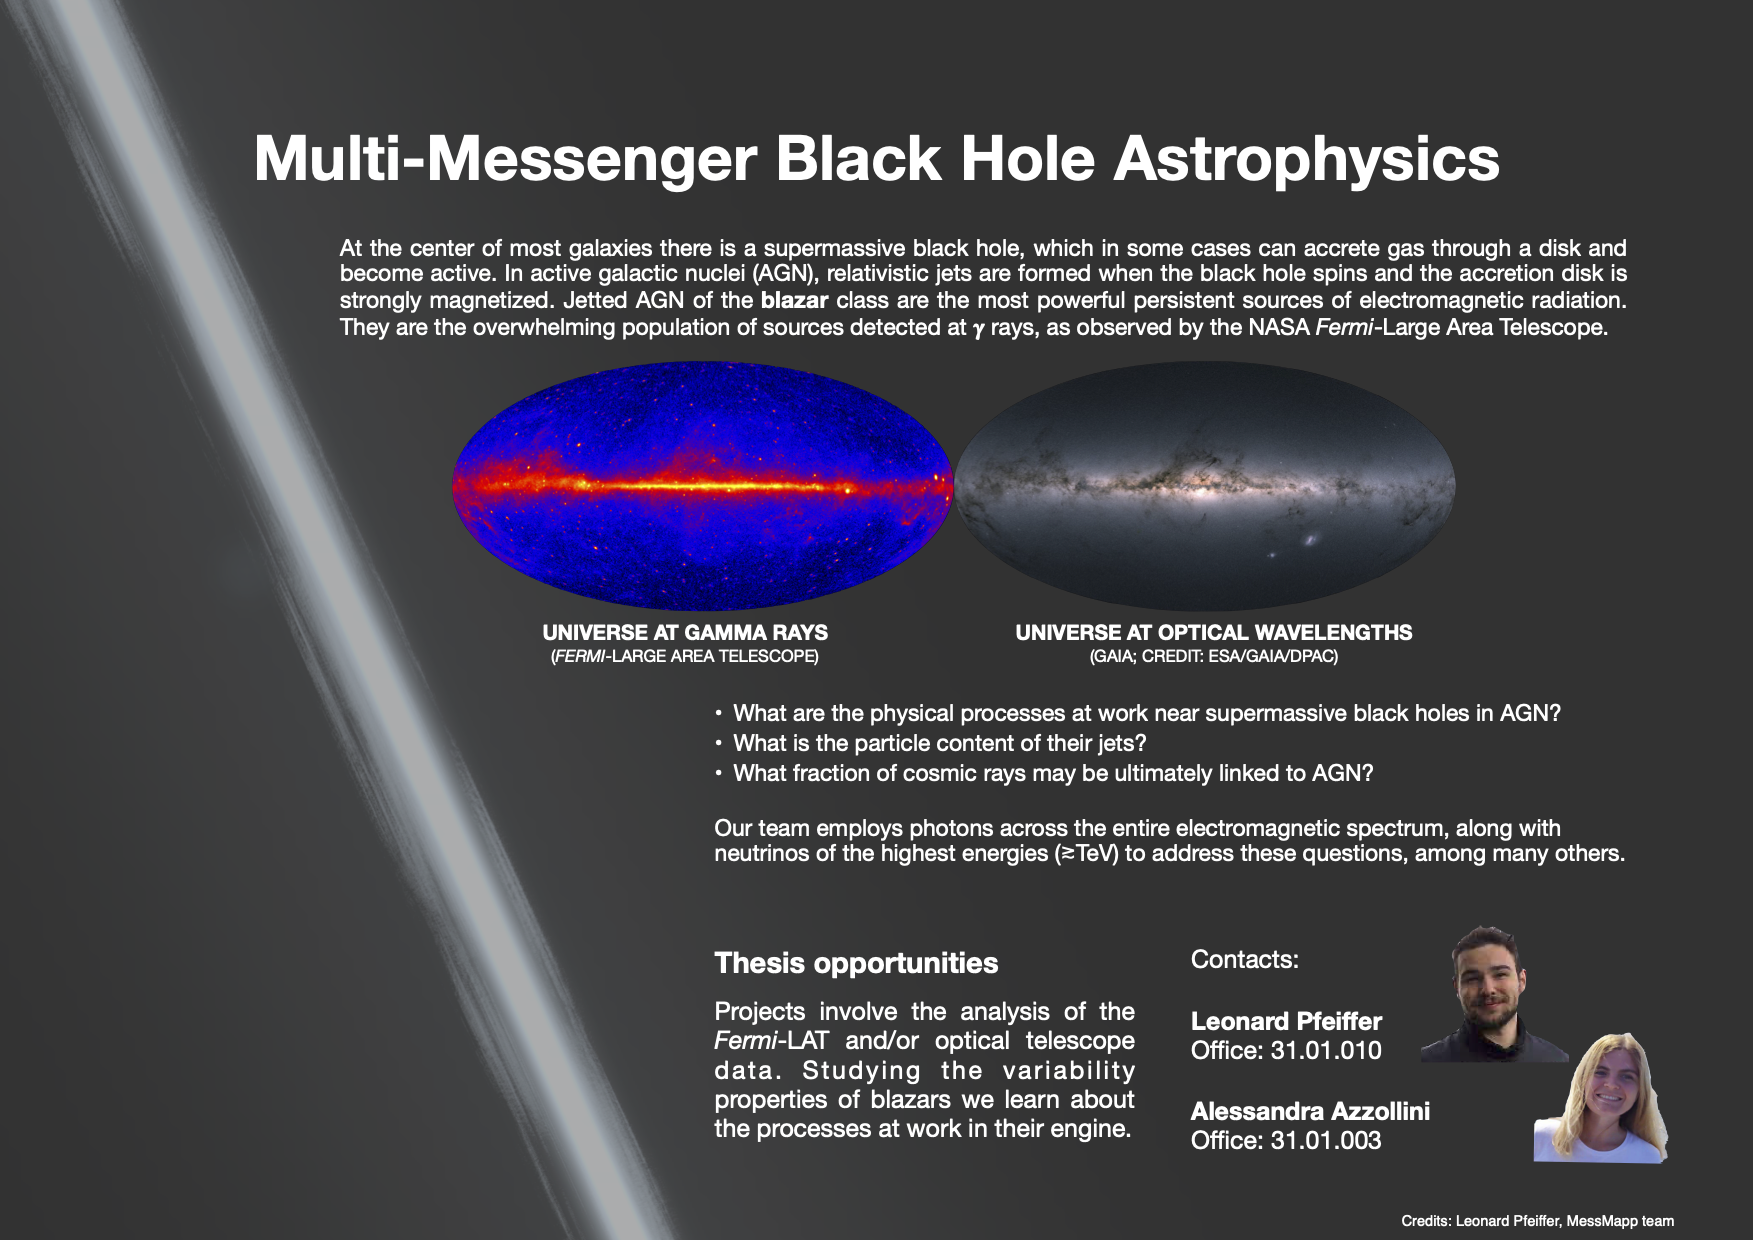 Multi-Messenger Black Hole Astrophysics
At the center of most galaxies there is a supermassive black hole, which in some cases can accrete gas through a disk and
become active. In active galactic nuclei (AGN), relativistic jets are formed when the black hole spins and the accretion disk is
strongly magnetized. Jetted AGN of the blazar class are the most powerful persistent sources of electromagnetic radiation.
They are the overwhelming population of sources detected at γ rays, as observed by the NASA Fermi-Large Area Telescope.
UNIVERSE AT GAMMA RAYS
(FERMI-LARGE AREA TELESCOPE)
UNIVERSE AT OPTICAL WAVELENGTHS
(GAIA; CREDIT: ESA/GAIA/DPAC)
• What are the physical processes at work near supermassive black holes in AGN?
• What is the particle content of their jets?
• What fraction of cosmic rays may be ultimately linked to AGN?
Our team employs photons across the entire electromagnetic spectrum, along with
neutrinos of the highest energies (≳TeV) to address these questions, among many others.
Thesis opportunities
Projects involve the analysis of the
Fermi-LAT and/or optical telescope
data. Studying the variability
properties of blazars we learn about
the processes at work in their engine.
Contacts:
Leonard Pfeiffer
Office: 31.01.010
Alessandra Azzollini
Office: 31.01.003
Credits: Leonard Pfeiffer, MessMapp team